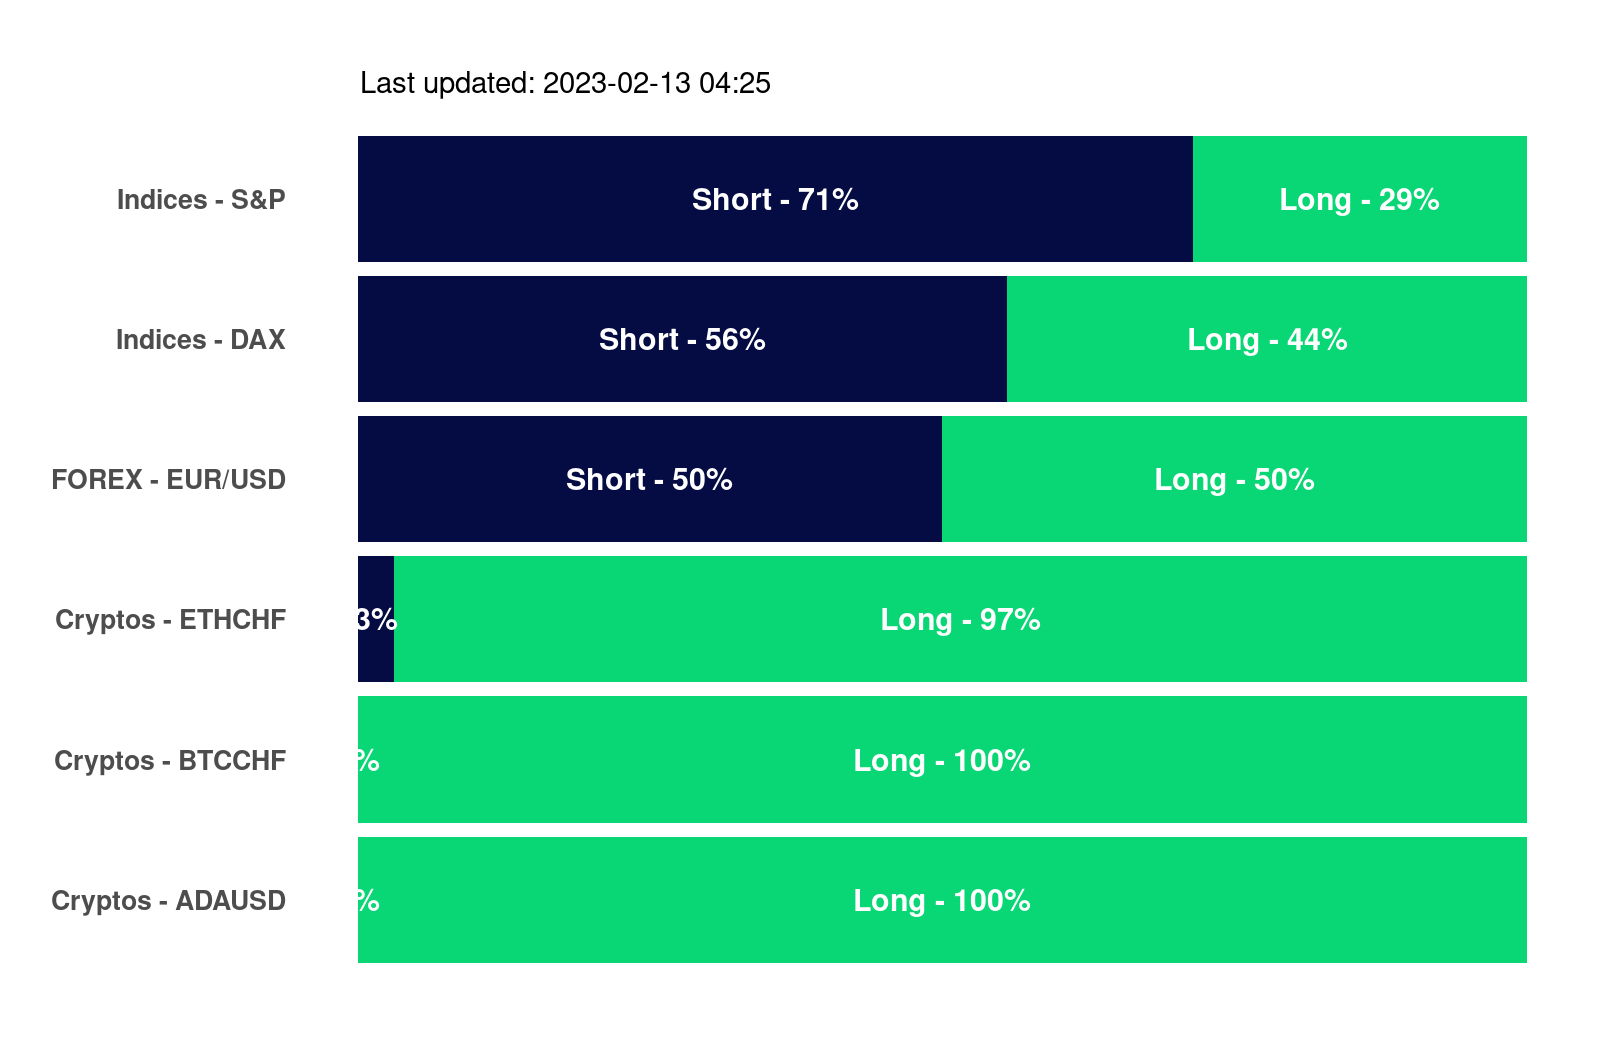 Last updated: 2023-02-13 04:25
Indices - S&P Short - 71% Long - 29%
Indices - DAX Short - 56% Long - 44%
FOREX - EUR/USD Short - 50% Long - 50%
Cryptos - ETHCHF 3% Long - 97%
Cryptos - BTCCHF % Long - 100%
Cryptos - ADAUSD % Long - 100%